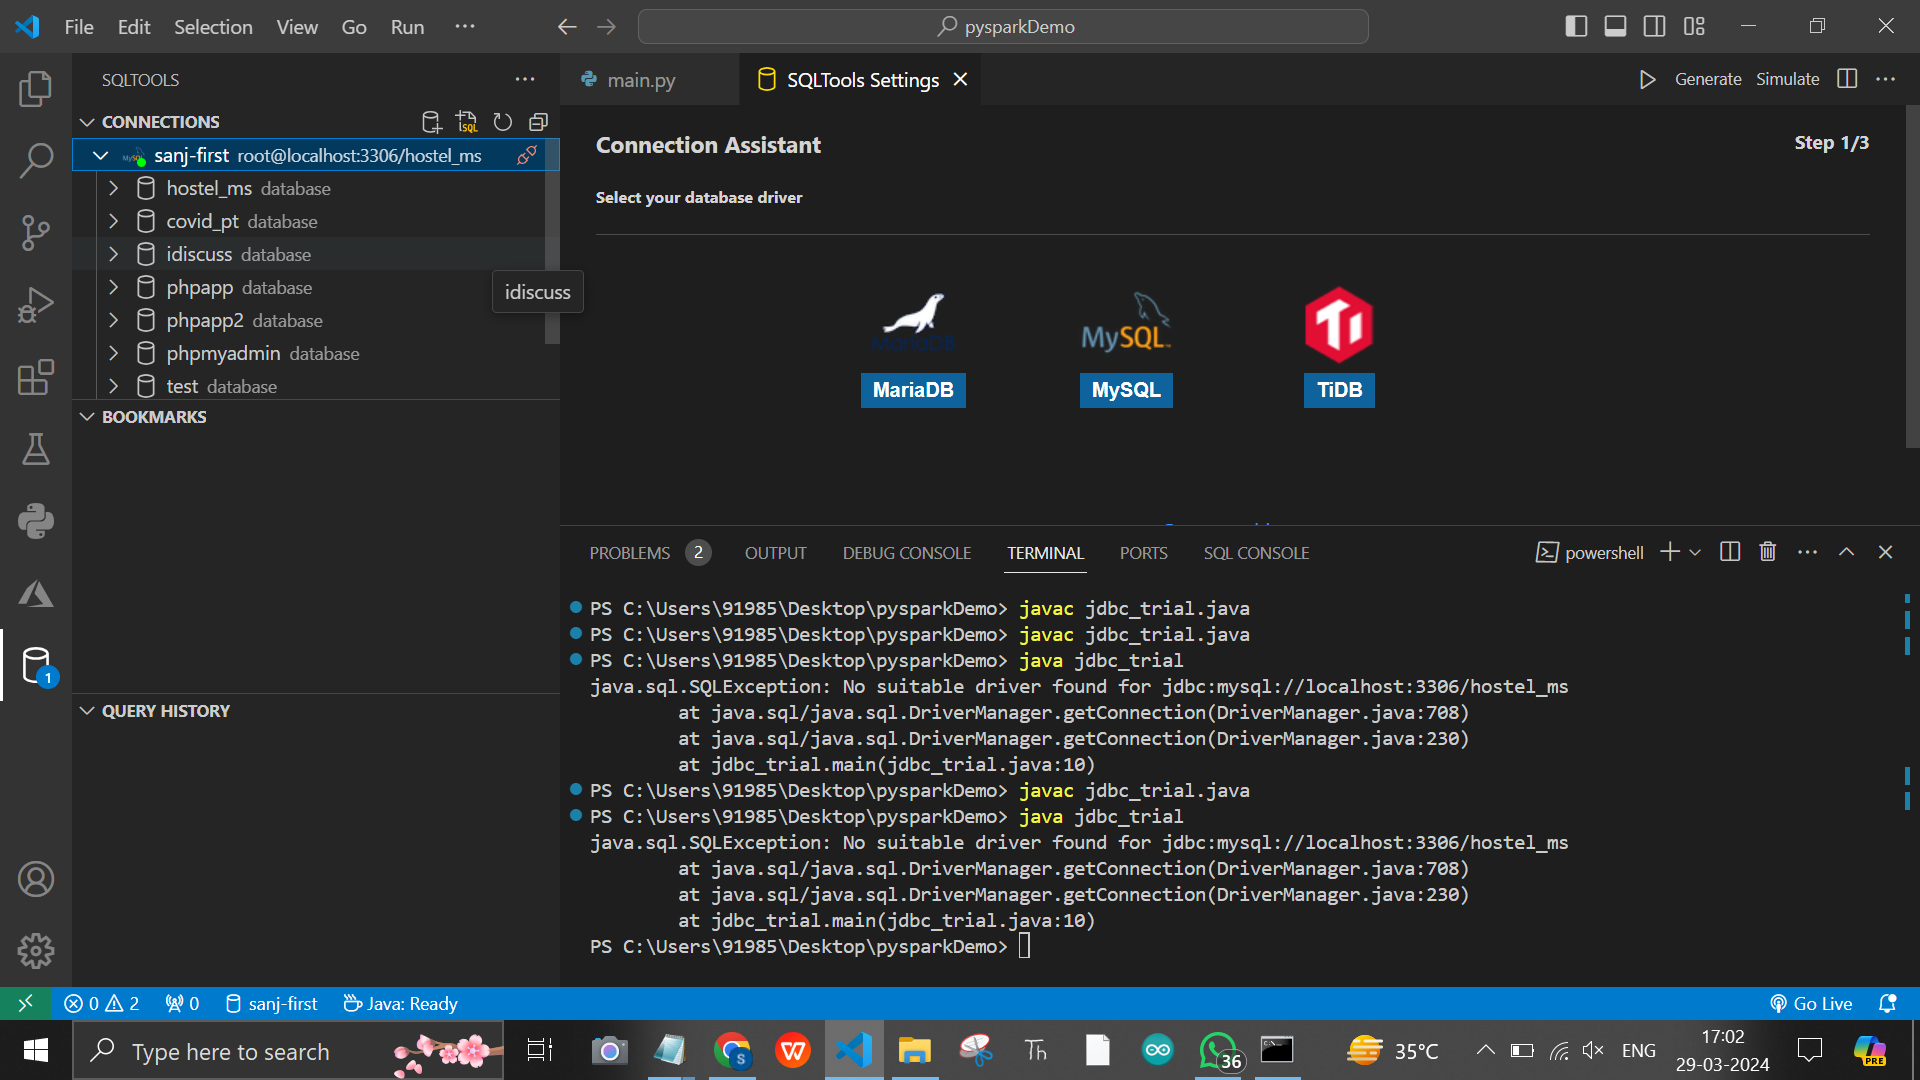 File Edit Selection View Go Run ···
pysparkDemo
SQLTOOLS
main.py
SQLTools Settings
Generate Simulate
CONNECTIONS
SQL
sanj-first root@localhost:3306/hostel_ms
hostel_ms database
covid_pt database
idiscuss database
idiscuss
phpapp database
phpapp2 database
phpmyadmin database
test database
BOOKMARKS
QUERY HISTORY
Connection Assistant
Step 1/3
Select your database driver
MySQL
MariaDB
MySQL
TiDB
PROBLEMS 2 OUTPUT DEBUG CONSOLE TERMINAL PORTS SQL CONSOLE
powershell
PS C:\Users\91985\Desktop\pysparkDemo> javac jdbc_trial.java
PS C:\Users\91985\Desktop\pysparkDemo> javac jdbc_trial.java
PS C:\Users\91985\Desktop\pysparkDemo> java jdbc_trial
java.sql.SQLException: No suitable driver found for jdbc:mysql://localhost:3306/hostel_ms
at java.sql/java.sql.DriverManager.getConnection(DriverManager.java:708)
at java.sql/java.sql.DriverManager.getConnection(DriverManager.java:230)
at jdbc_trial.main(jdbc_trial.java:10)
PS C:\Users\91985\Desktop\pysparkDemo> javac jdbc_trial.java
PS C:\Users\91985\Desktop\pysparkDemo> java jdbc_trial
java.sql.SQLException: No suitable driver found for jdbc:mysql://localhost:3306/hostel_ms
at java.sql/java.sql.DriverManager.getConnection(DriverManager.java:708)
at java.sql/java.sql.DriverManager.getConnection(DriverManager.java:230)
at jdbc_trial.main(jdbc_trial.java:10)
PS C:\Users\91985\Desktop\pysparkDemo>
1
0 2 0 sanj-first Java: Ready
Go Live
Type here to search
S
Th
36
35°C
ENG
17:02
29-03-2024
PRE